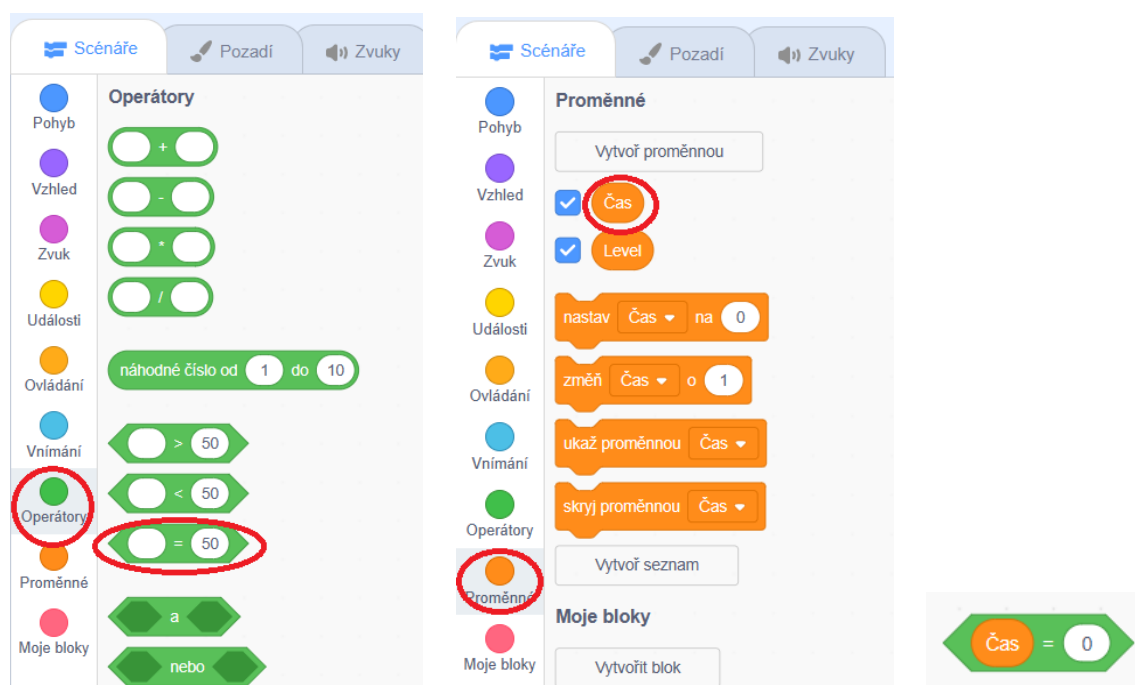 Scénáře
Pozadí
Zvuky
Pohyb
Vzhled
Zvuk
Události
Ovládání
Vnímání
Operátory
Proměnné
Moje bloky
Operátory
+
-
*
/
náhodné číslo od 1 do 10
> 50
< 50
= 50
a
nebo
Scénáře
Pozadí
Zvuky
Pohyb
Vzhled
Zvuk
Události
Ovládání
Vnímání
Operátory
Proměnné
Moje bloky
Proměnné
Vytvoř proměnnou
Čas
Level
nastav Čas na 0
změň Čas o 1
ukaž proměnnou Čas
skryj proměnnou Čas
Vytvoř seznam
Moje bloky
Vytvořit blok
Čas = 0